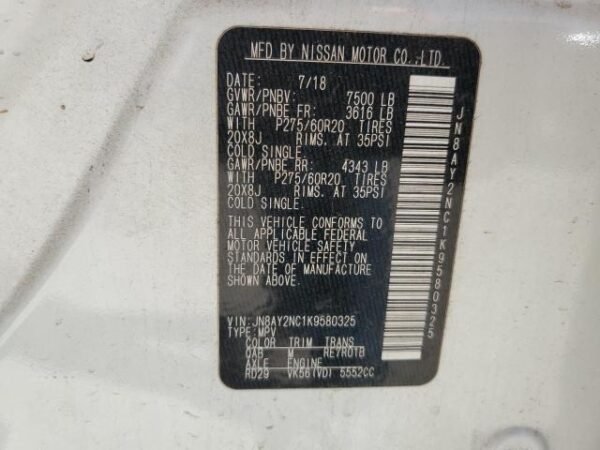 MFD BY NISSAN MOTOR CO.,LTD.
DATE: 7/18
GVWR/PNBV: 7500 LB
GAWR/PNBE FR: 3616 LB
WITH P275/60R20 TIRES
20X8J RIMS. AT 35PSI
COLD SINGLE.
GAWR/PNBE RR: 4343 LB
WITH P275/60R20 TIRES
20X8J RIMS. AT 35PSI
COLD SINGLE.
THIS VEHICLE CONFORMS TO
ALL APPLICABLE FEDERAL
MOTOR VEHICLE SAFETY
STANDARDS IN EFFECT ON
THE DATE OF MANUFACTURE
SHOWN ABOVE.
VIN:JN8AY2NC1K9580325
TYPE:MPV
COLOR TRIM TRANS
QAB M RE7R01B
AXLE ENGINE
RD29 VK56(VD) 5552CC
JN8AY2NC1K9580325